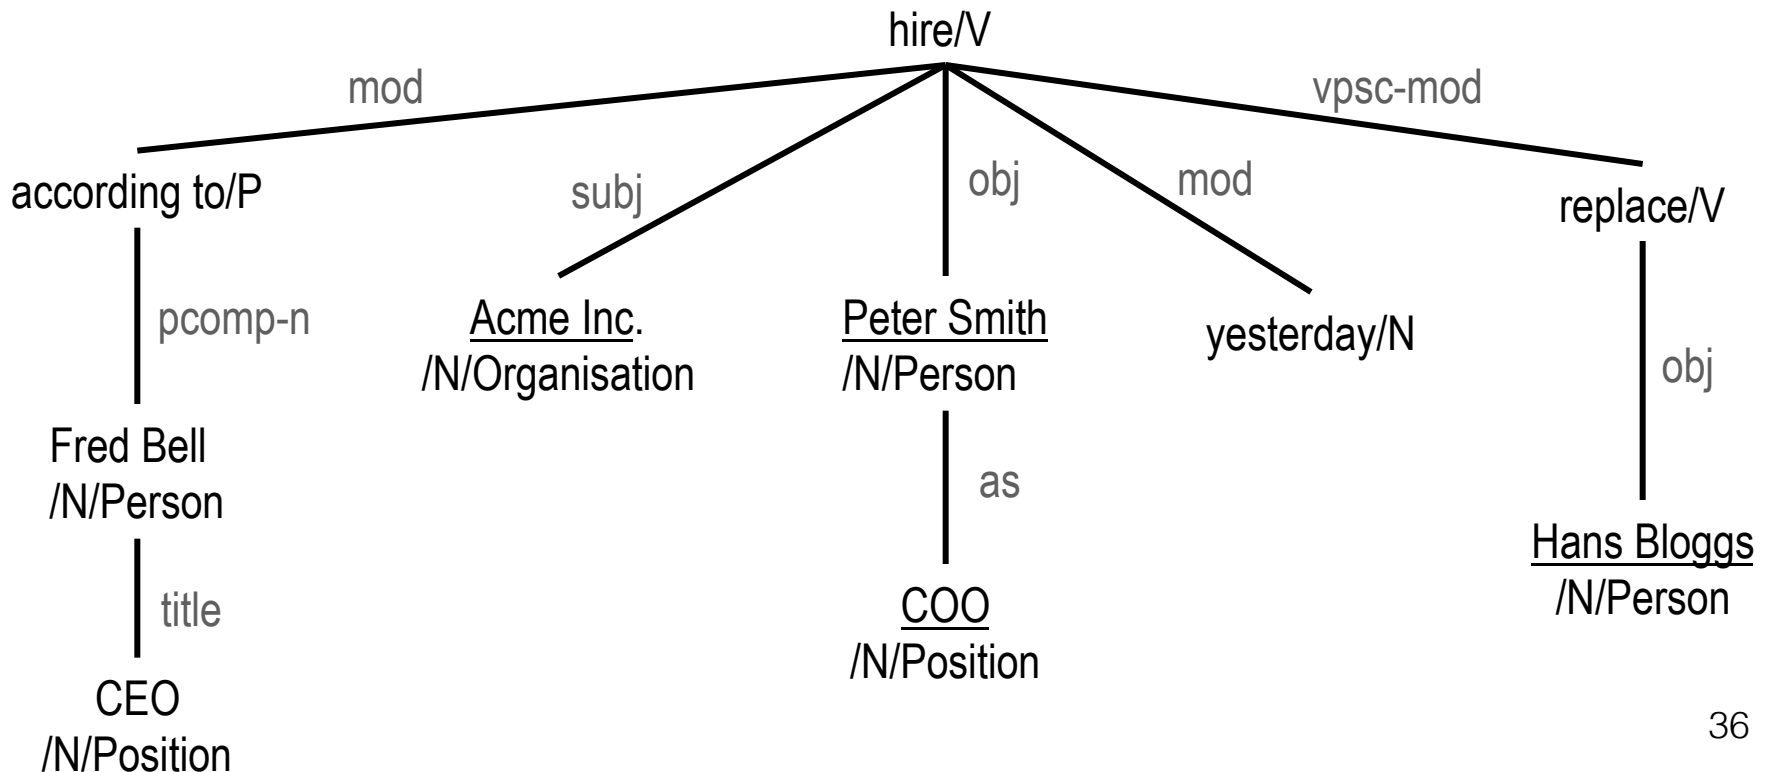 hire/V
mod
vpsc-mod
according to/P
subj
obj
mod
replace/V
pcomp-n
Acme Inc.
/N/Organisation
Peter Smith
/N/Person
yesterday/N
obj
Fred Bell
/N/Person
as
Hans Bloggs
/N/Person
title
COO
/N/Position
CEO
/N/Position
36